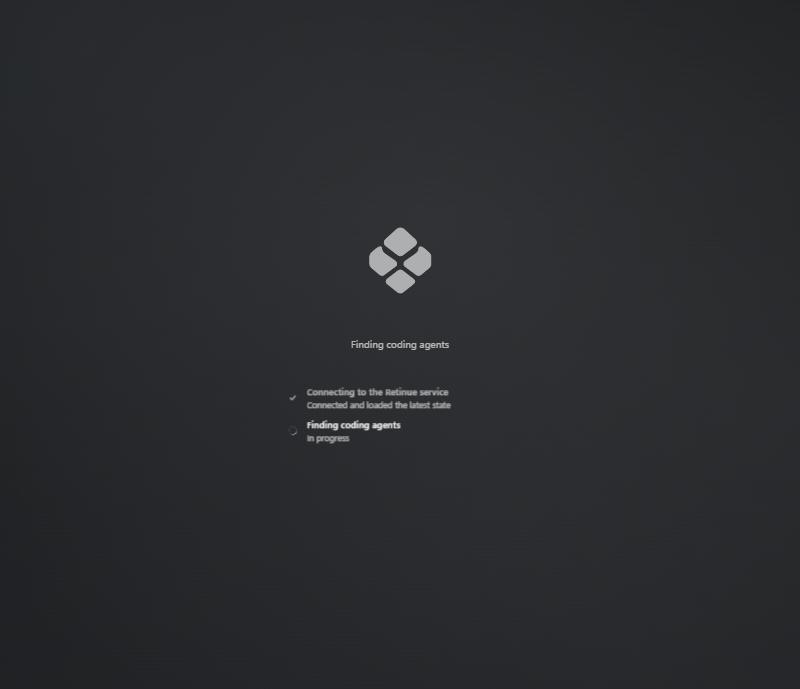 Finding coding agents
Connecting to the Retinue service
Connected and loaded the latest state
Finding coding agents
In progress